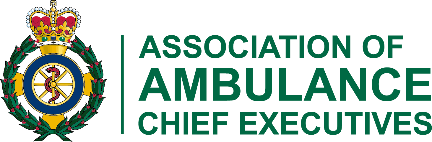 ASSOCIATION OF
AMBULANCE
CHIEF EXECUTIVES